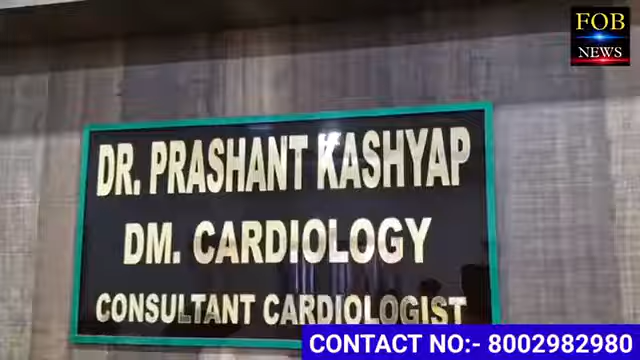 FOB
NEWS
DR. PRASHANT KASHYAP
DM. CARDIOLOGY
CONSULTANT CARDIOLOGIST
CONTACT NO:- 8002982980